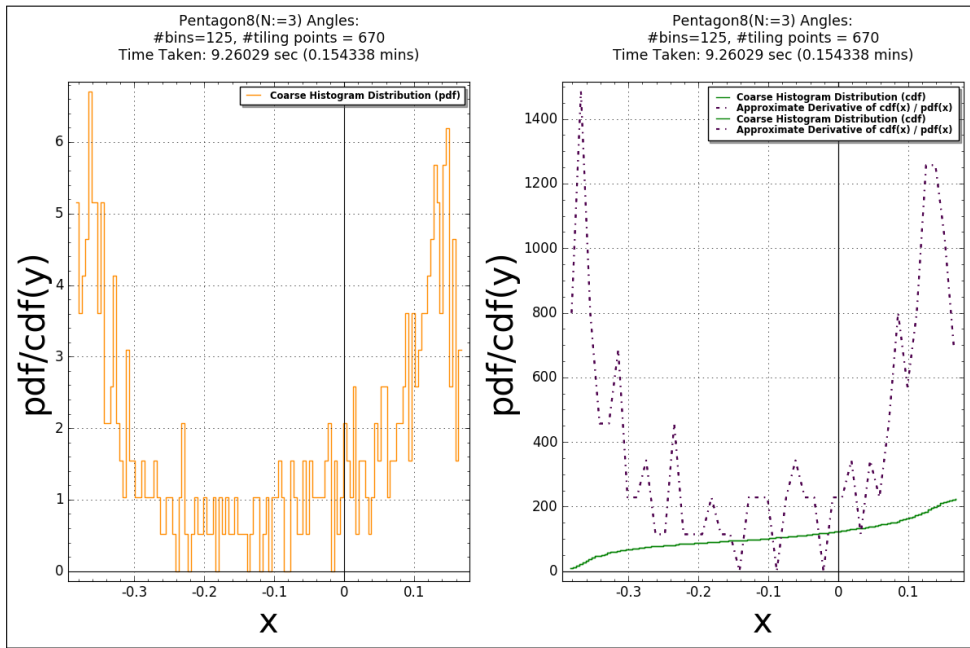 Pentagon8(N:=3) Angles:
#bins=125, #tiling points = 670
Time Taken: 9.26029 sec (0.154338 mins)
Coarse Histogram Distribution (pdf)
pdf/cdf(y)
6
5
4
3
2
1
0
-0.3
-0.2
-0.1
0
0.1
x
Pentagon8(N:=3) Angles:
#bins=125, #tiling points = 670
Time Taken: 9.26029 sec (0.154338 mins)
Coarse Histogram Distribution (cdf)
Approximate Derivative of cdf(x) / pdf(x)
Coarse Histogram Distribution (cdf)
Approximate Derivative of cdf(x) / pdf(x)
pdf/cdf(y)
1400
1200
1000
800
600
400
200
0
-0.3
-0.2
-0.1
0
0.1
x